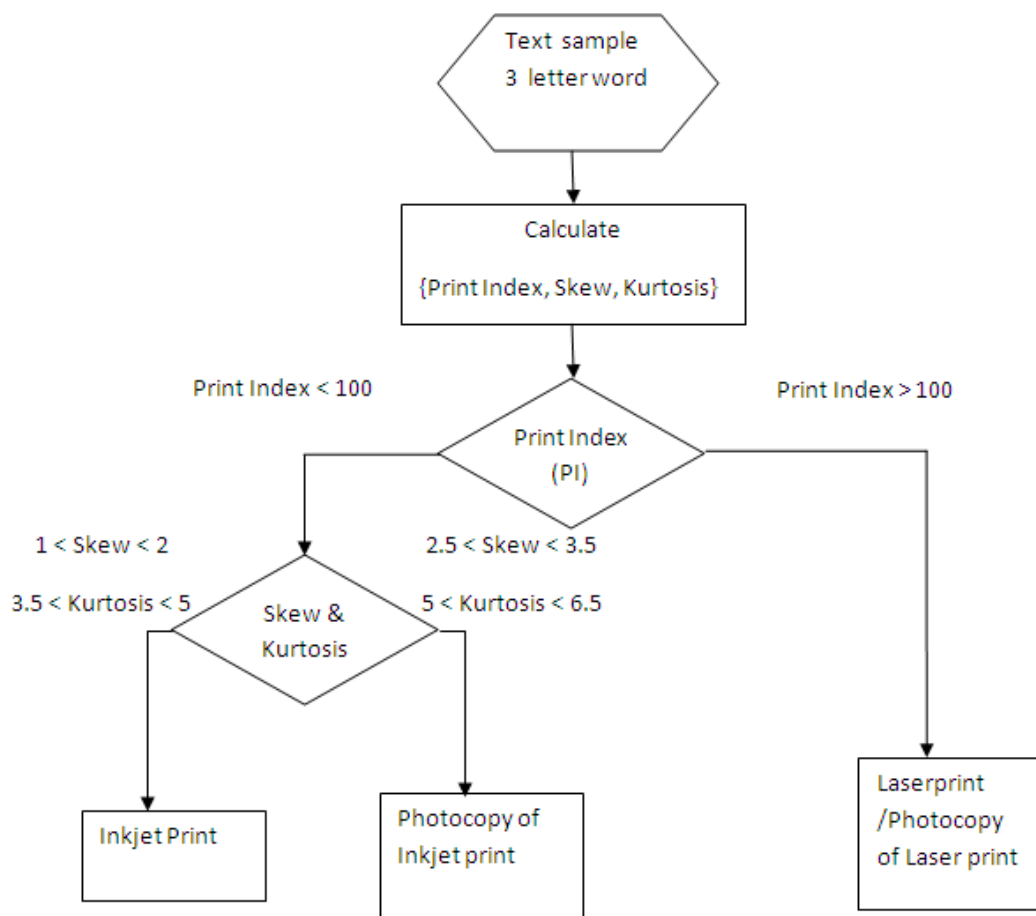 Text sample
3 letter word
Calculate
{Print Index, Skew, Kurtosis}
Print Index < 100
Print Index > 100
Print Index
(PI)
1 < Skew < 2
2.5 < Skew < 3.5
3.5 < Kurtosis < 5
5 < Kurtosis < 6.5
Skew &
Kurtosis
Inkjet Print
Photocopy of
Inkjet print
Laserprint
/Photocopy
of Laser print